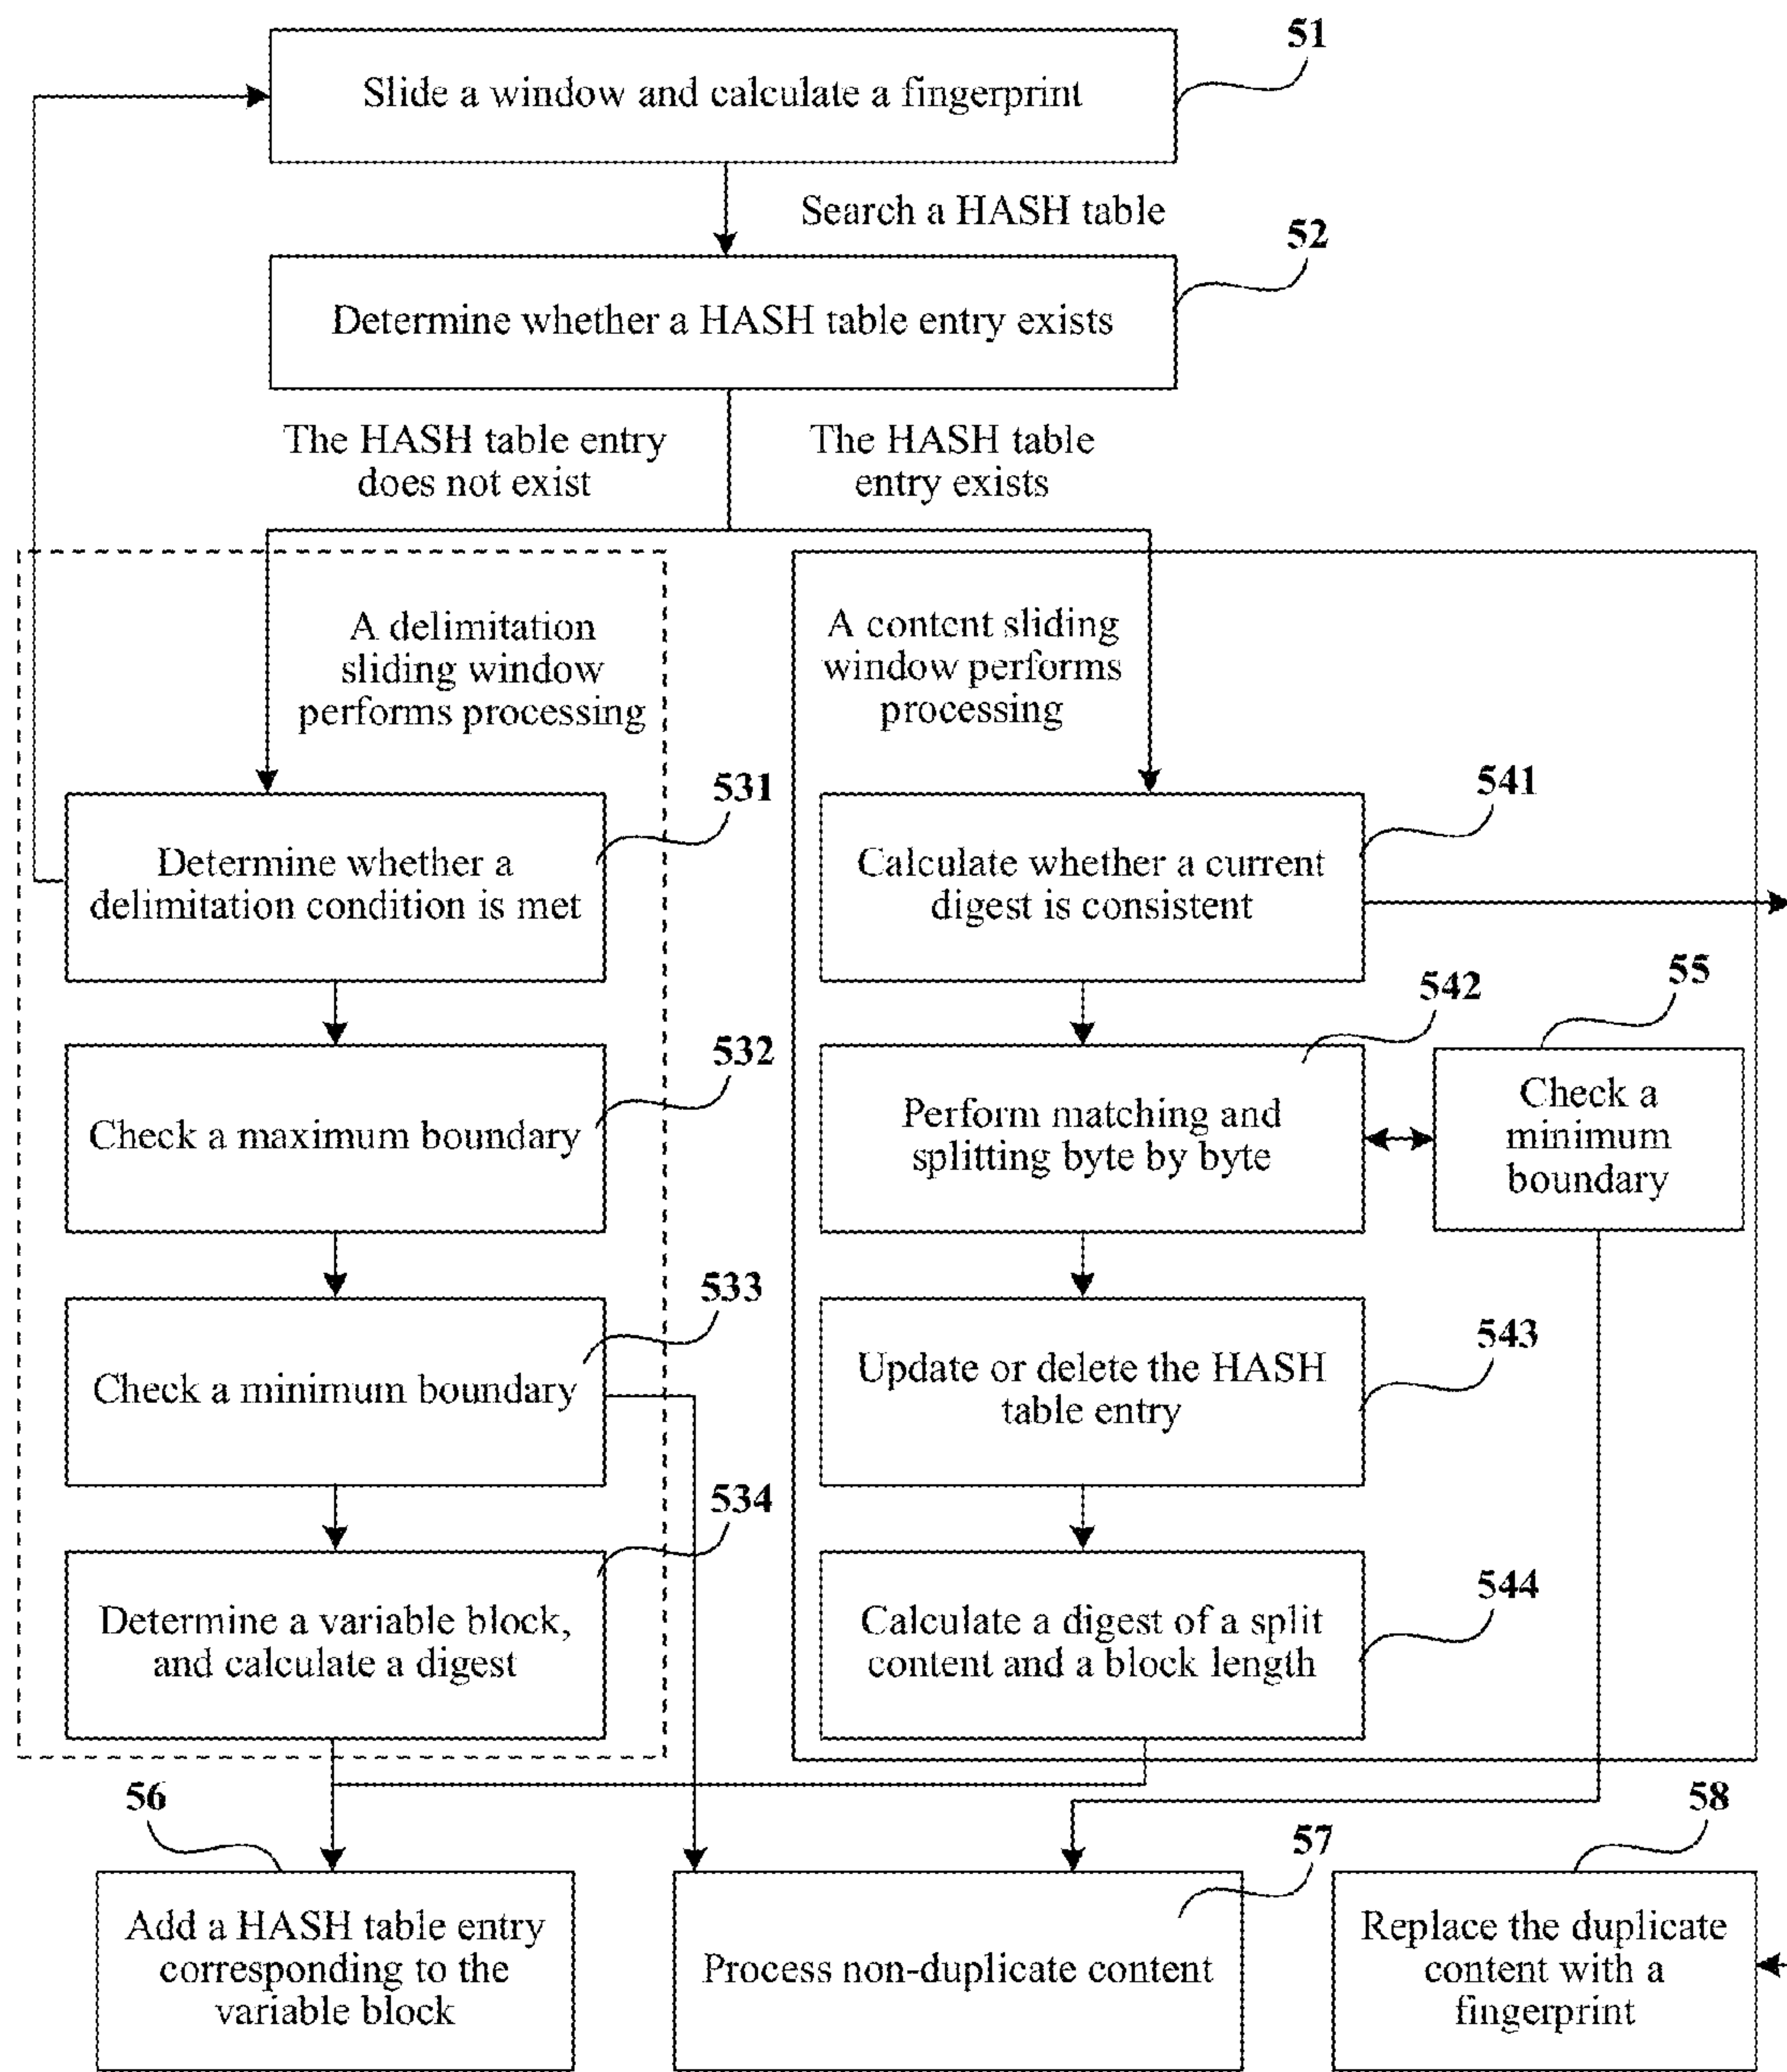 51
Slide a window and calculate a fingerprint
Search a HASH table
52
Determine whether a HASH table entry exists
The HASH table entry
does not exist
The HASH table
entry exists
A delimitation
sliding window
performs processing
A content sliding
window performs
processing
531
Determine whether a
delimitation condition is met
541
Calculate whether a current
digest is consistent
532
Check a maximum boundary
542
Perform matching and
splitting byte by byte
55
Check a
minimum
boundary
533
Check a minimum boundary
543
Update or delete the HASH
table entry
534
Determine a variable block,
and calculate a digest
544
Calculate a digest of a split
content and a block length
56
Add a HASH table entry
corresponding to the
variable block
57
Process non-duplicate content
58
Replace the duplicate
content with a
fingerprint